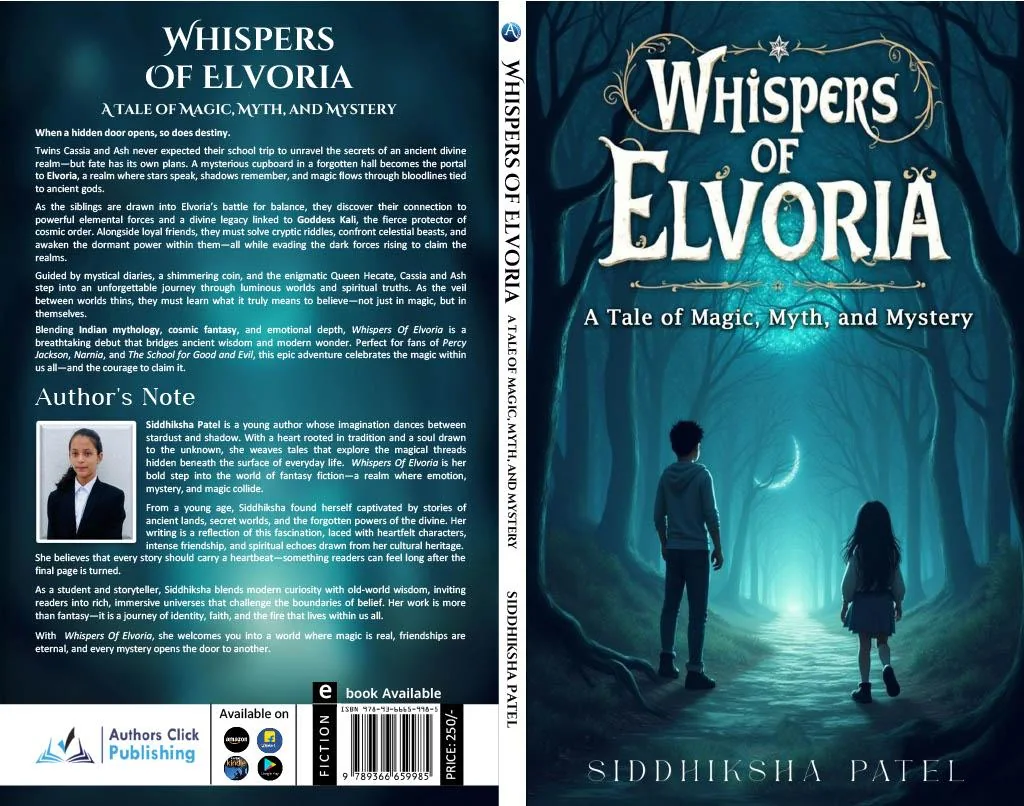 Whispers
Of Elvoria
A Tale of Magic, Myth, and Mystery
When a hidden door opens, so does destiny.
Twins Cassia and Ash never expected their school trip to unravel the secrets of an ancient divine
realm—but fate has its own plans. A mysterious cupboard in a forgotten hall becomes the portal
to Elvoria, a realm where stars speak, shadows remember, and magic flows through bloodlines tied
to ancient gods.
As the siblings are drawn into Elvoria's battle for balance, they discover their connection to
powerful elemental forces and a divine legacy linked to Goddess Kali, the fierce protector of
cosmic order. Alongside loyal friends, they must solve cryptic riddles, confront celestial beasts, and
awaken the dormant power within them—all while evading the dark forces rising to claim the
realms.
Guided by mystical diaries, a shimmering coin, and the enigmatic Queen Hecate, Cassia and Ash
step into an unforgettable journey through luminous worlds and spiritual truths. As the veil
between worlds thins, they must learn what it truly means to believe—not just in magic, but in
themselves.
Blending Indian mythology, cosmic fantasy, and emotional depth, Whispers Of Elvoria is a
breathtaking debut that bridges ancient wisdom and modern wonder. Perfect for fans of Percy
Jackson, Narnia, and The School for Good and Evil, this epic adventure celebrates the magic within
us all—and the courage to claim it.
Author's Note
Siddhiksha Patel is a young author whose imagination dances between
stardust and shadow. With a heart rooted in tradition and a soul drawn
to the unknown, she weaves tales that explore the magical threads
hidden beneath the surface of everyday life. Whispers Of Elvoria is her
bold step into the world of fantasy fiction—a realm where emotion,
mystery, and magic collide.
From a young age, Siddhiksha found herself captivated by stories of
ancient lands, secret worlds, and the forgotten powers of the divine. Her
writing is a reflection of this fascination, laced with heartfelt characters,
intense friendship, and spiritual echoes drawn from her cultural heritage.
She believes that every story should carry a heartbeat—something readers can feel long after the
final page is turned.
As a student and storyteller, Siddhiksha blends modern curiosity with old-world wisdom, inviting
readers into rich, immersive universes that challenge the boundaries of belief. Her work is more
than fantasy—it is a journey of identity, faith, and the fire that lives within us all.
With Whispers Of Elvoria, she welcomes you into a world where magic is real, friendships are
eternal, and every mystery opens the door to another.
e book Available
Authors Click
Publishing
Available on
amazon
kindle
FICTION
ISBN 978-93-6665-998-5
9 789366 659985
PRICE: 250/-
A
Whispers Of Elvoria A Tale of Magic, Myth, and Mystery SIDDHIKSHA PATEL
Whispers
of
Elvoria
A Tale of Magic, Myth, and Mystery
SIDDHIKSHA PATEL